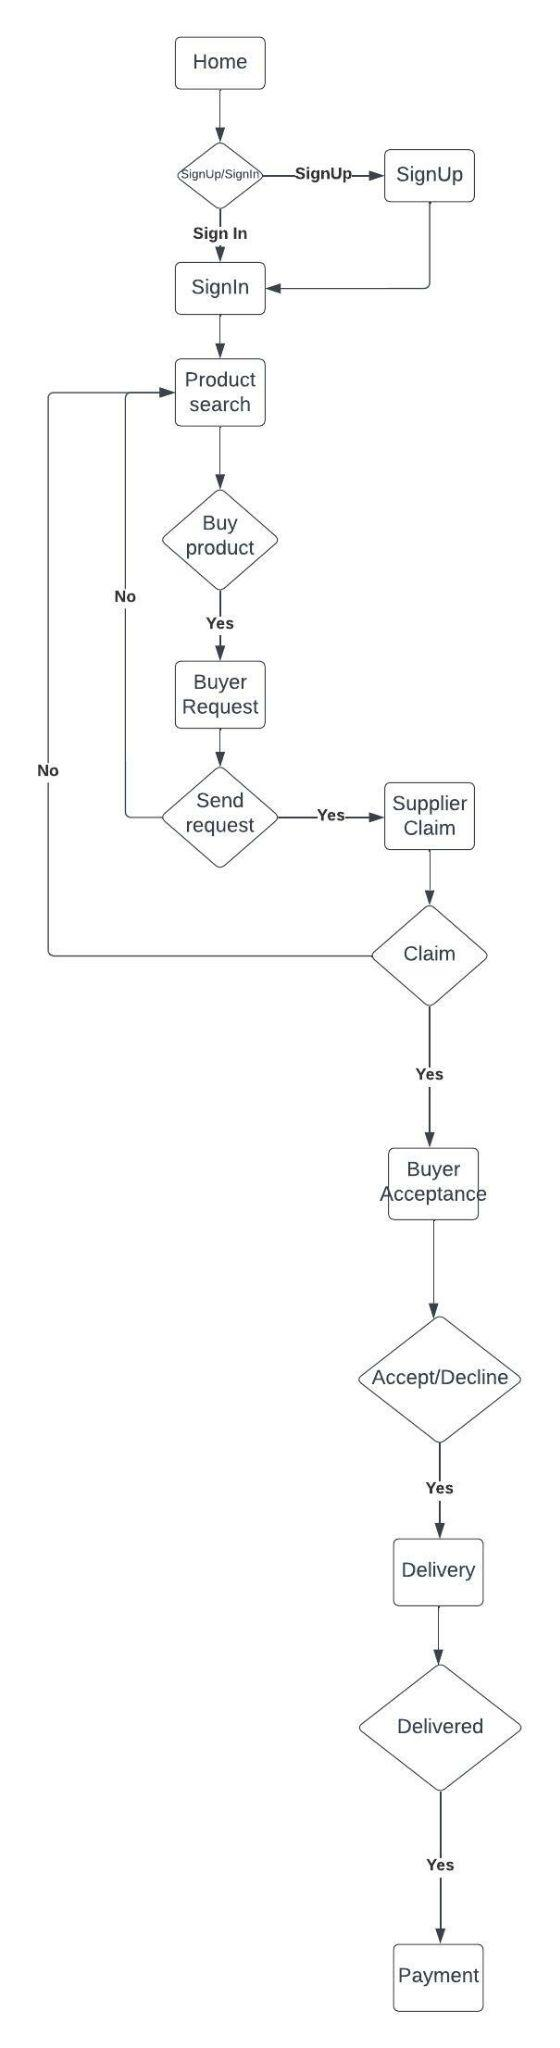 Home
SignUp/SignIn
SignUp
SignUp
Sign In
SignIn
Product
search
Buy
product
No
Yes
Buyer
Request
No
Send
request
Yes
Supplier
Claim
Claim
Yes
Buyer
Acceptance
Accept/Decline
Yes
Delivery
Delivered
Yes
Payment